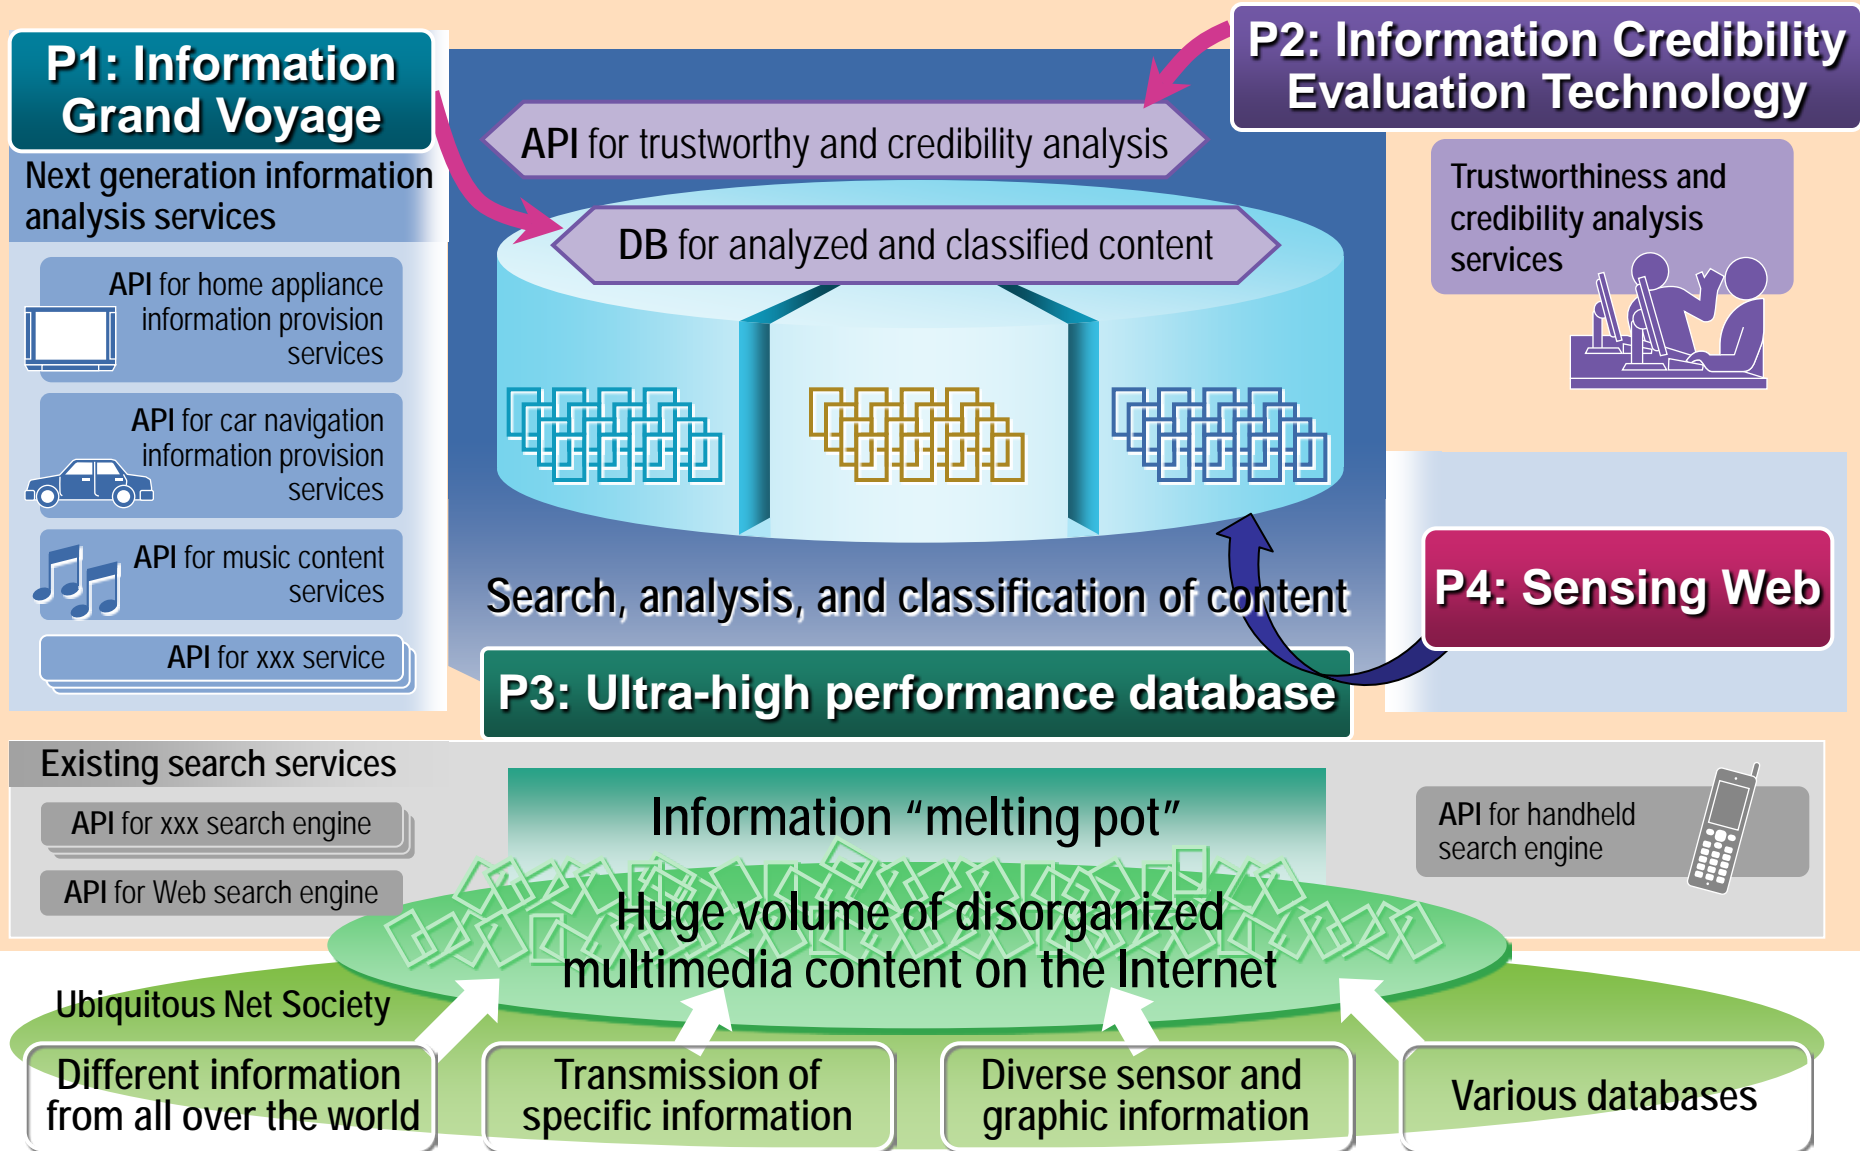 P1: Information
Grand Voyage
Next generation information
analysis services
API for home appliance
information provision
services
API for car navigation
information provision
services
API for music content
services
API for xxx service
P2: Information Credibility
Evaluation Technology
API for trustworthy and credibility analysis
DB for analyzed and classified content
Trustworthiness and
credibility analysis
services
Search, analysis, and classification of content
P4: Sensing Web
P3: Ultra-high performance database
Existing search services
API for xxx search engine
API for Web search engine
Information “melting pot”
Huge volume of disorganized
multimedia content on the Internet
API for handheld
search engine
Ubiquitous Net Society
Different information
from all over the world
Transmission of
specific information
Diverse sensor and
graphic information
Various databases